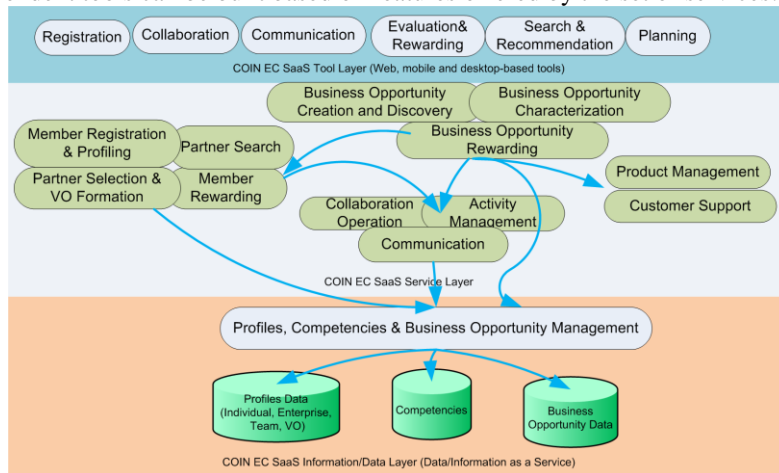 Registration
Collaboration
Communication
Evaluation&
Rewarding
Search &
Recommendation
Planning
COIN EC SaaS Tool Layer (Web, mobile and desktop-based tools)
Business Opportunity
Creation and Discovery
Business Opportunity
Characterization
Business Opportunity
Rewarding
Member Registration
& Profiling
Partner Search
Partner Selection &
VO Formation
Member
Rewarding
Product Management
Customer Support
Collaboration
Operation
Activity
Management
Communication
COIN EC SaaS Service Layer
Profiles, Competencies & Business Opportunity Management
Profiles Data
(Individual, Enterprise,
Team, VO)
Competencies
Business
Opportunity Data
COIN EC SaaS Information/Data Layer (Data/Information as a Service)